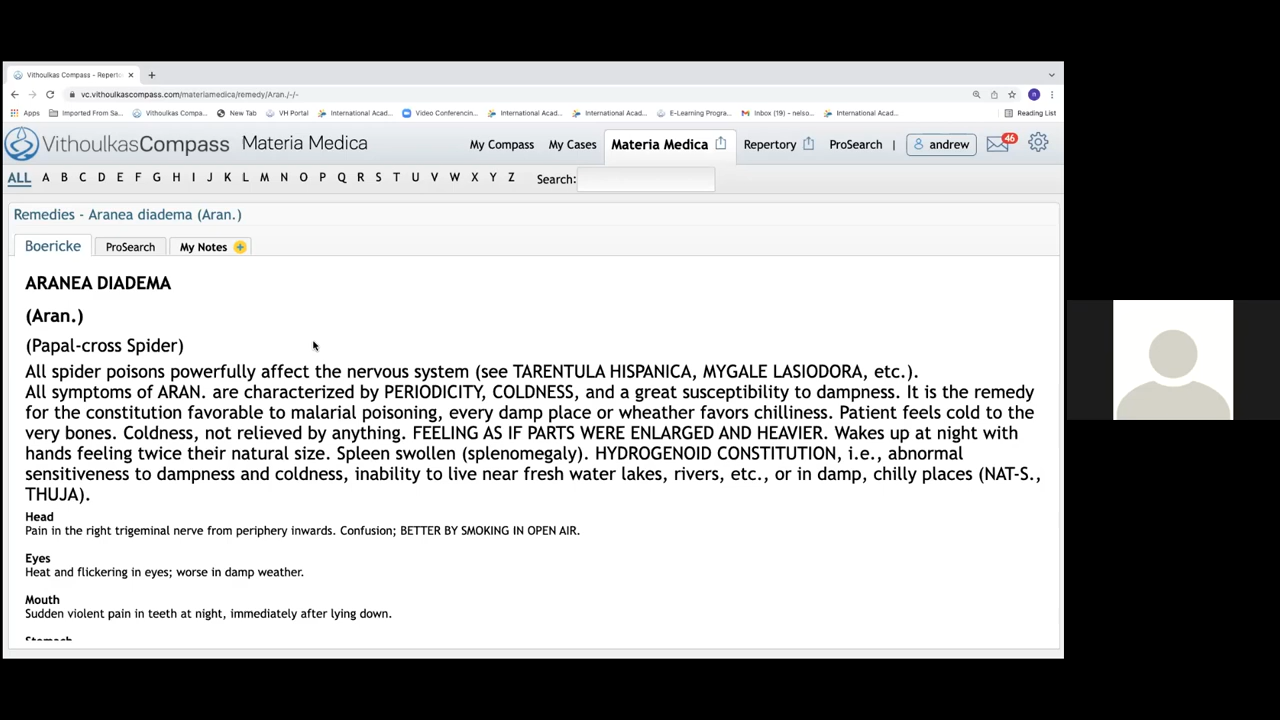 Vithoulkas Compass - Reperto
vc.vithoulkascompass.com/materiamedica/remedy/Aran./-/-
Apps Imported From Sa... Vithoulkas Compa... New Tab VH Portal International Acad... Video Conferencin... International Acad... International Acad... E-Learning Progra... Inbox (19) - nelso... International Acad... Reading List
VithoulkasCompass Materia Medica My Compass My Cases Materia Medica Repertory ProSearch | andrew 46
ALL A B C D E F G H I J K L M N O P Q R S T U V W X Y Z Search:
Remedies - Aranea diadema (Aran.)
Boericke ProSearch My Notes +
ARANEA DIADEMA
(Aran.)
(Papal-cross Spider)
All spider poisons powerfully affect the nervous system (see TARENTULA HISPANICA, MYGALE LASIODORA, etc.).
All symptoms of ARAN. are characterized by PERIODICITY, COLDNESS, and a great susceptibility to dampness. It is the remedy
for the constitution favorable to malarial poisoning, every damp place or wheather favors chilliness. Patient feels cold to the
very bones. Coldness, not relieved by anything. FEELING AS IF PARTS WERE ENLARGED AND HEAVIER. Wakes up at night with
hands feeling twice their natural size. Spleen swollen (splenomegaly). HYDROGENOID CONSTITUTION, i.e., abnormal
sensitiveness to dampness and coldness, inability to live near fresh water lakes, rivers, etc., or in damp, chilly places (NAT-S.,
THUJA).
Head
Pain in the right trigeminal nerve from periphery inwards. Confusion; BETTER BY SMOKING IN OPEN AIR.
Eyes
Heat and flickering in eyes; worse in damp weather.
Mouth
Sudden violent pain in teeth at night, immediately after lying down.
Stomach